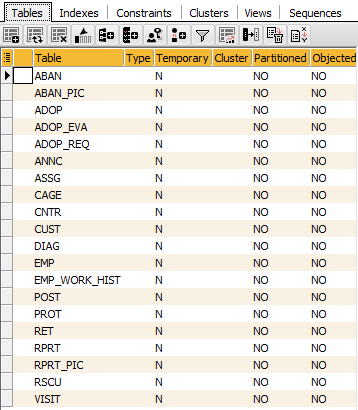 Tables Indexes Constraints Clusters Views Sequences
Table Type Temporary Cluster Partitioned Objected
ABAN N NO NO
ABAN_PIC N NO NO
ADOP N NO NO
ADOP_EVA N NO NO
ADOP_REQ N NO NO
ANNC N NO NO
ASSG N NO NO
CAGE N NO NO
CNTR N NO NO
CUST N NO NO
DIAG N NO NO
EMP N NO NO
EMP_WORK_HIST N NO NO
POST N NO NO
PROT N NO NO
RET N NO NO
RPRT N NO NO
RPRT_PIC N NO NO
RSCU N NO NO
VISIT N NO NO